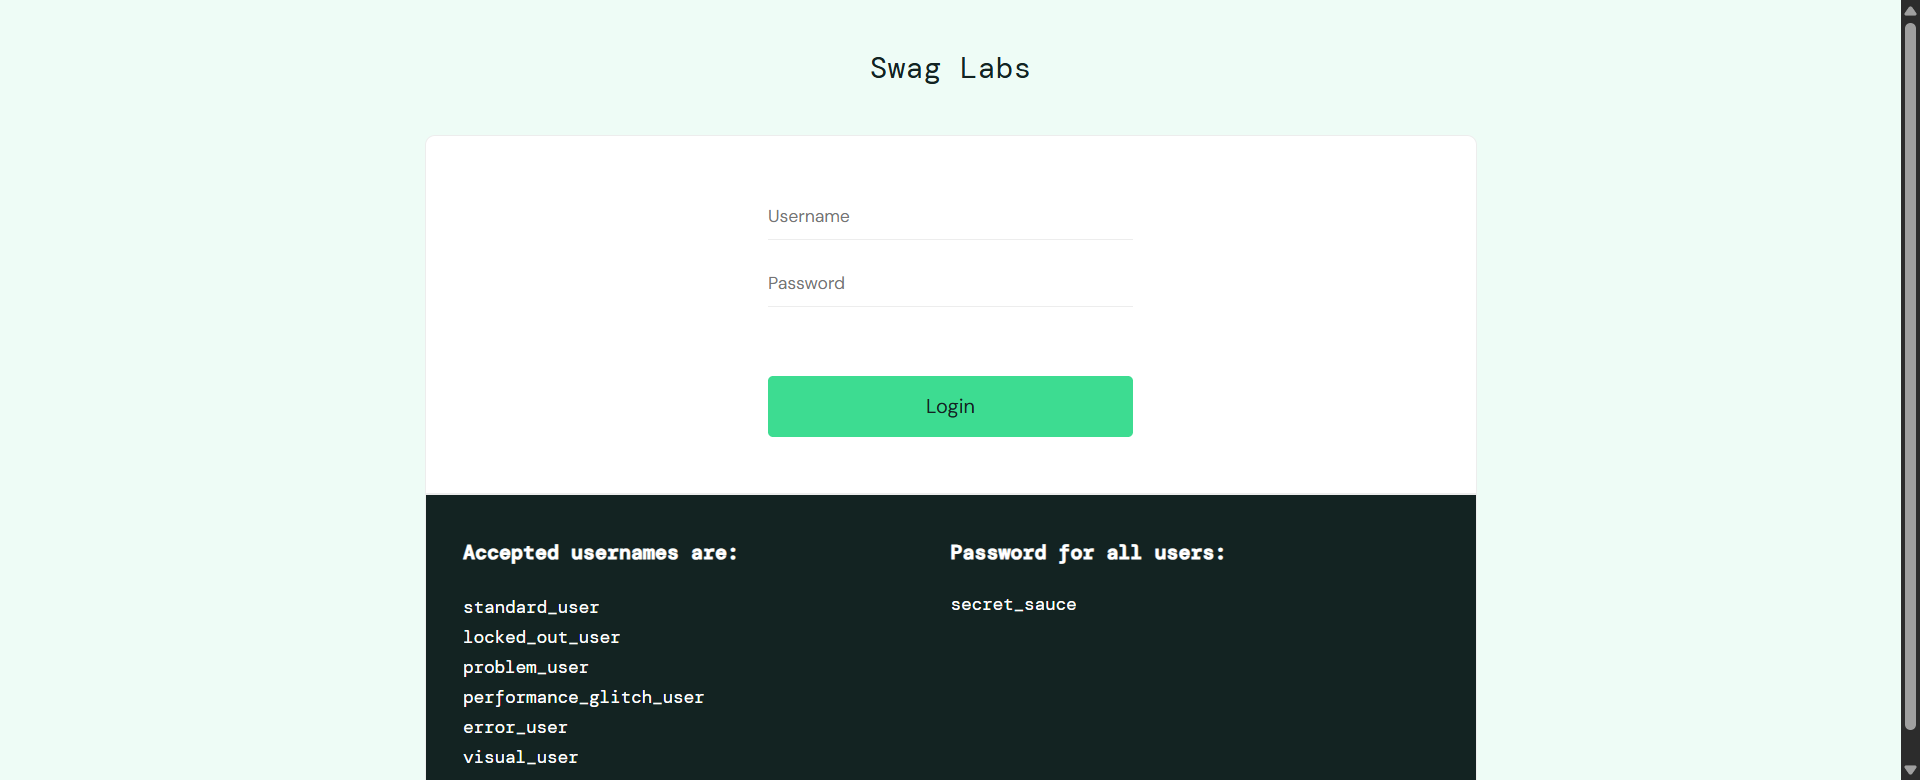 Swag Labs
Username
Password
Login
Accepted usernames are:
standard_user
locked_out_user
problem_user
performance_glitch_user
error_user
visual_user
Password for all users:
secret_sauce